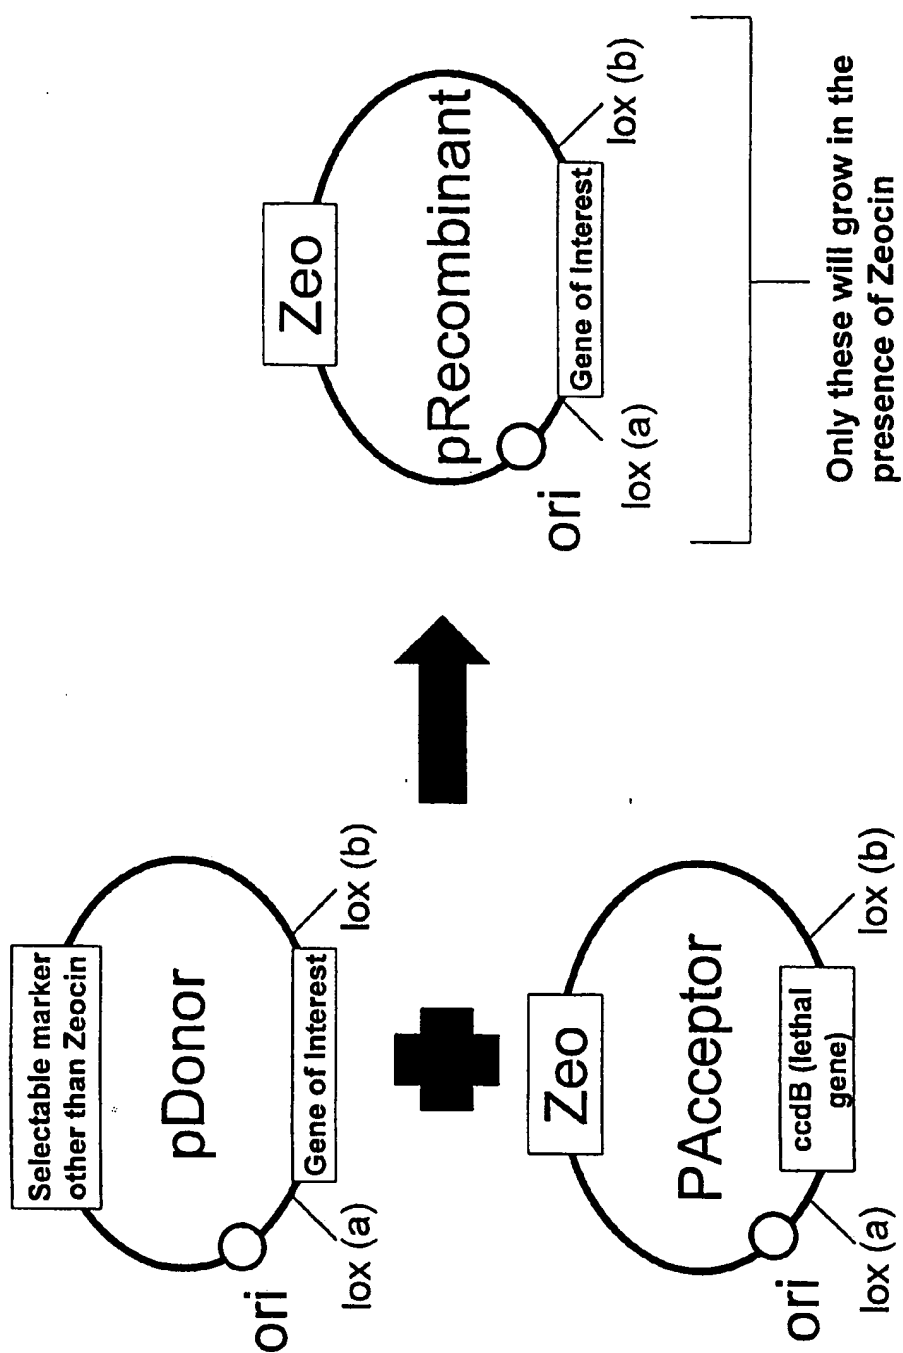 Selectable marker
other than Zeocin
pDonor
ori
Gene of Interest
lox (a)
lox (b)
Zeo
PAcceptor
ori
ccdB (lethal
gene)
lox (a)
lox (b)
Zeo
pRecombinant
ori
Gene of Interest
lox (a)
lox (b)
Only these will grow in the
presence of Zeocin